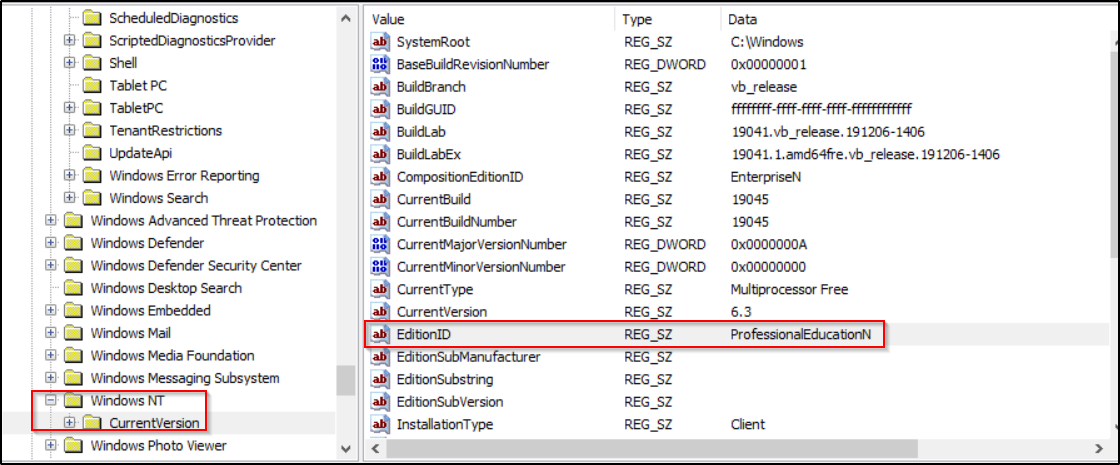 ScheduledDiagnostics
ScriptedDiagnosticsProvider
Shell
Tablet PC
TabletPC
TenantRestrictions
UpdateApi
Windows Error Reporting
Windows Search
Windows Advanced Threat Protection
Windows Defender
Windows Defender Security Center
Windows Desktop Search
Windows Embedded
Windows Mail
Windows Media Foundation
Windows Messaging Subsystem
Windows NT
CurrentVersion
Windows Photo Viewer
Value Type Data
SystemRoot REG_SZ C:\Windows
BaseBuildRevisionNumber REG_DWORD 0x00000001
BuildBranch REG_SZ vb_release
BuildGUID REG_SZ ffffffff-ffff-ffff-ffff-ffffffffffff
BuildLab REG_SZ 19041.vb_release.191206-1406
BuildLabEx REG_SZ 19041.1.amd64fre.vb_release.191206-1406
CompositionEditionID REG_SZ EnterpriseN
CurrentBuild REG_SZ 19045
CurrentBuildNumber REG_SZ 19045
CurrentMajorVersionNumber REG_DWORD 0x0000000A
CurrentMinorVersionNumber REG_DWORD 0x00000000
CurrentType REG_SZ Multiprocessor Free
CurrentVersion REG_SZ 6.3
EditionID REG_SZ ProfessionalEducationN
EditionSubManufacturer REG_SZ
EditionSubstring REG_SZ
EditionSubVersion REG_SZ
InstallationType REG_SZ Client